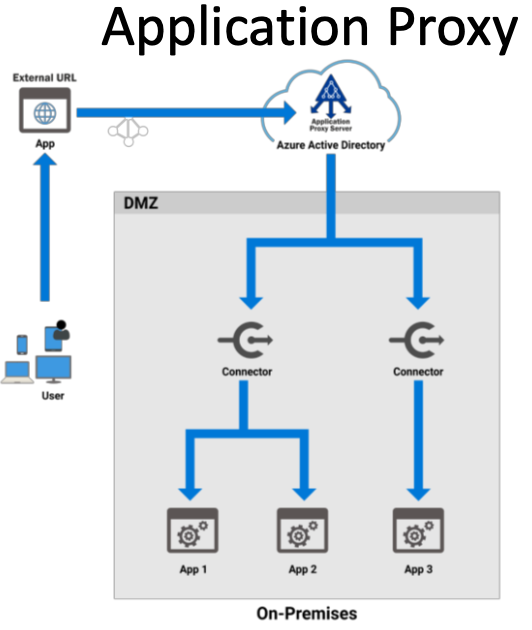 Application Proxy
External URL
App
Application
Proxy Server
Azure Active Directory
DMZ
User
Connector
Connector
App 1
App 2
App 3
On-Premises